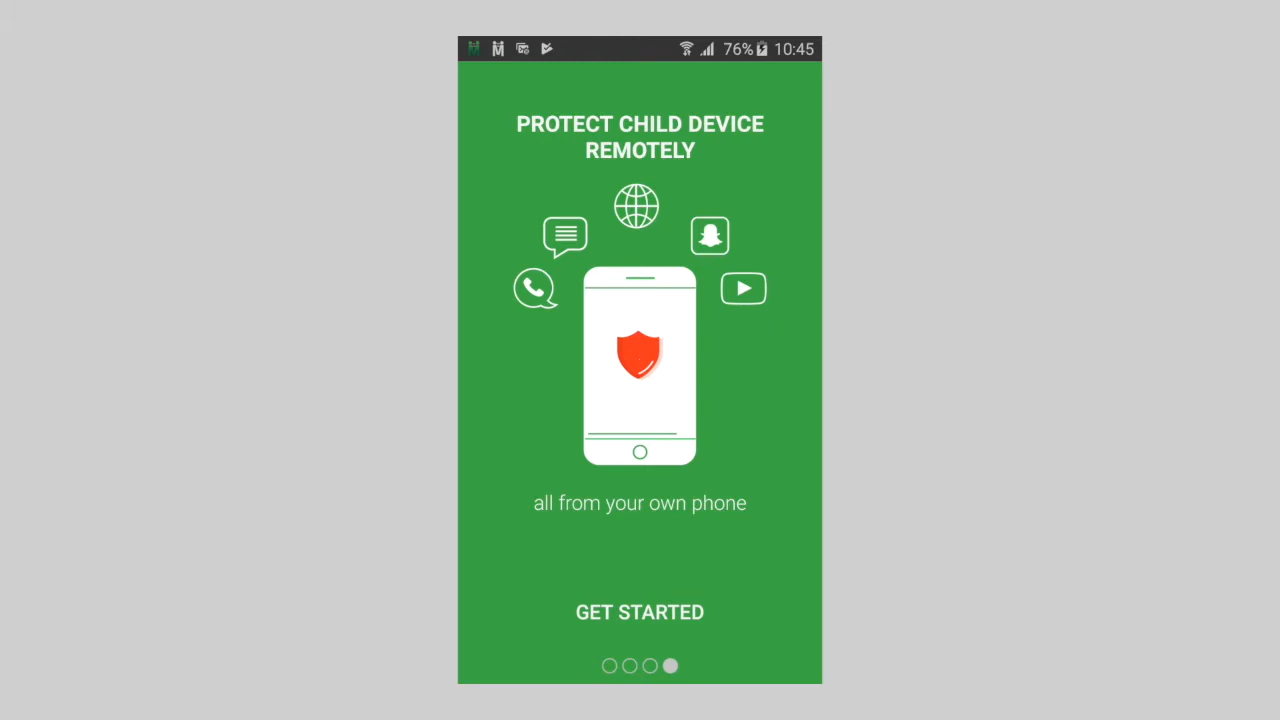 76% 10:45
PROTECT CHILD DEVICE
REMOTELY
all from your own phone
GET STARTED